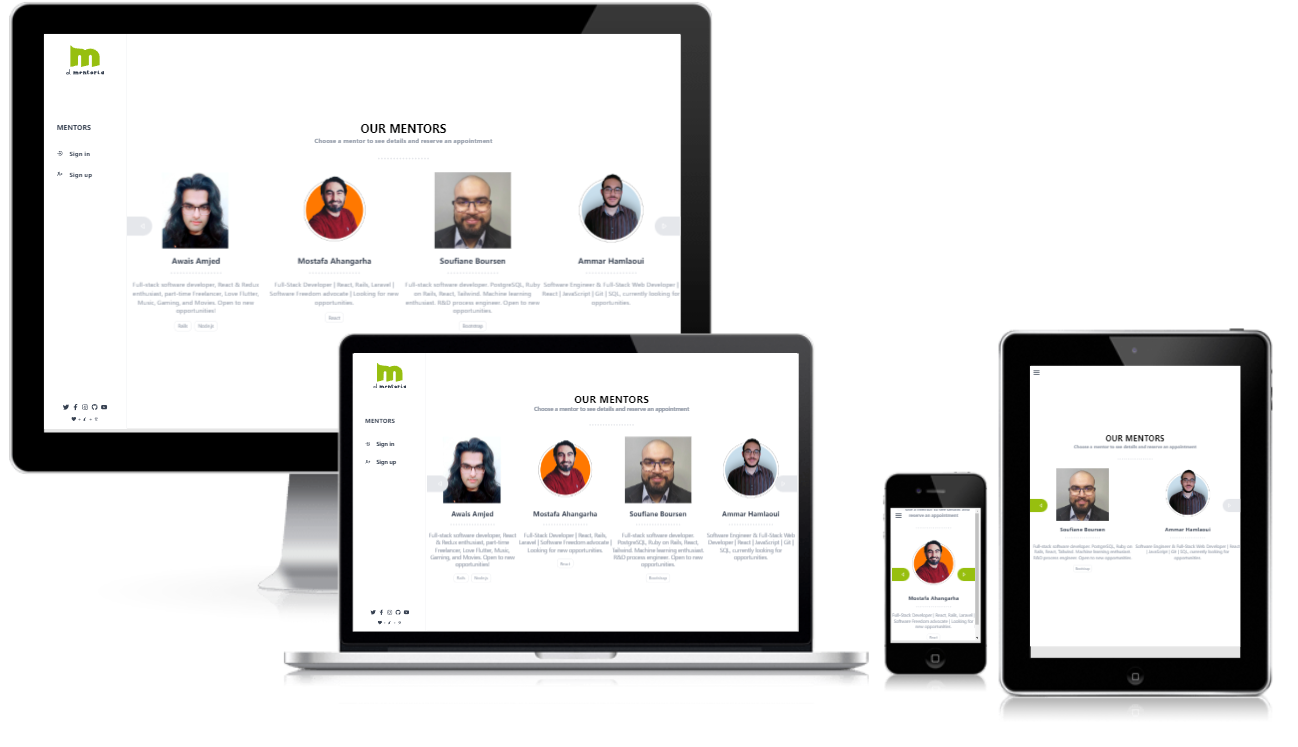 m
el mentoria
MENTORS
Sign in
Sign up
OUR MENTORS
Choose a mentor to see details and reserve an appointment
Awais Amjed
Full-stack software developer, React & Redux
enthusiast, part-time Freelancer, Love Flutter,
Music, Gaming, and Movies. Open to new
opportunities!
Rails
Nextojs
Mostafa Ahangarha
Full-Stack Developer | React, Rails, Laravel |
Software Freedom advocate | Looking for new
opportunities.
React
Soufiane Boursen
Full-stack software developer. PostgreSQL, Ruby
on Rails, React, Tailwind. Machine learning
enthusiast. R&D process engineer. Open to new
opportunities.
Bootstrap
Ammar Hamlaoui
Software Engineer & Full-Stack Web Developer |
React | JavaScript | Git | SQL, currently looking for
opportunities.
m
el mentoria
MENTORS
Sign in
Sign up
OUR MENTORS
Choose a mentor to see details and reserve an appointment
Awais Amjed
Full-stack software developer, React
& Redux enthusiast, part-time
Freelancer, Love Flutter, Music,
Gaming, and Movies. Open to new
opportunities!
Rails
Mostafa Ahangarha
Full-Stack Developer | React, Rails,
Laravel | Software Freedom advocate |
Looking for new opportunities.
React
Soufiane Boursen
Full-stack software developer.
PostgreSQL, Ruby on Rails, React,
Tailwind. Machine learning enthusiast.
R&D process engineer. Open to new
opportunities.
Bootstrap
Ammar Hamlaoui
Software Engineer & Full-Stack Web
Developer | React | JavaScript | Git |
SQL, currently looking for
opportunities.
reserve an appointment
Mostafa Ahangarha
Full-Stack Developer | React, Rails, Laravel |
Software Freedom advocate | Looking for
new opportunities.
React
OUR MENTORS
Choose a mentor to see details and reserve an appointment
Soufiane Boursen
Full-stack software developer. PostgreSQL, Ruby on
Rails, React, Tailwind. Machine learning enthusiast.
R&D process engineer. Open to new opportunities.
Bootstrap
Ammar Hamlaoui
Software Engineer & Full-Stack Web Developer | React
| JavaScript | Git | SQL, currently looking for
opportunities.